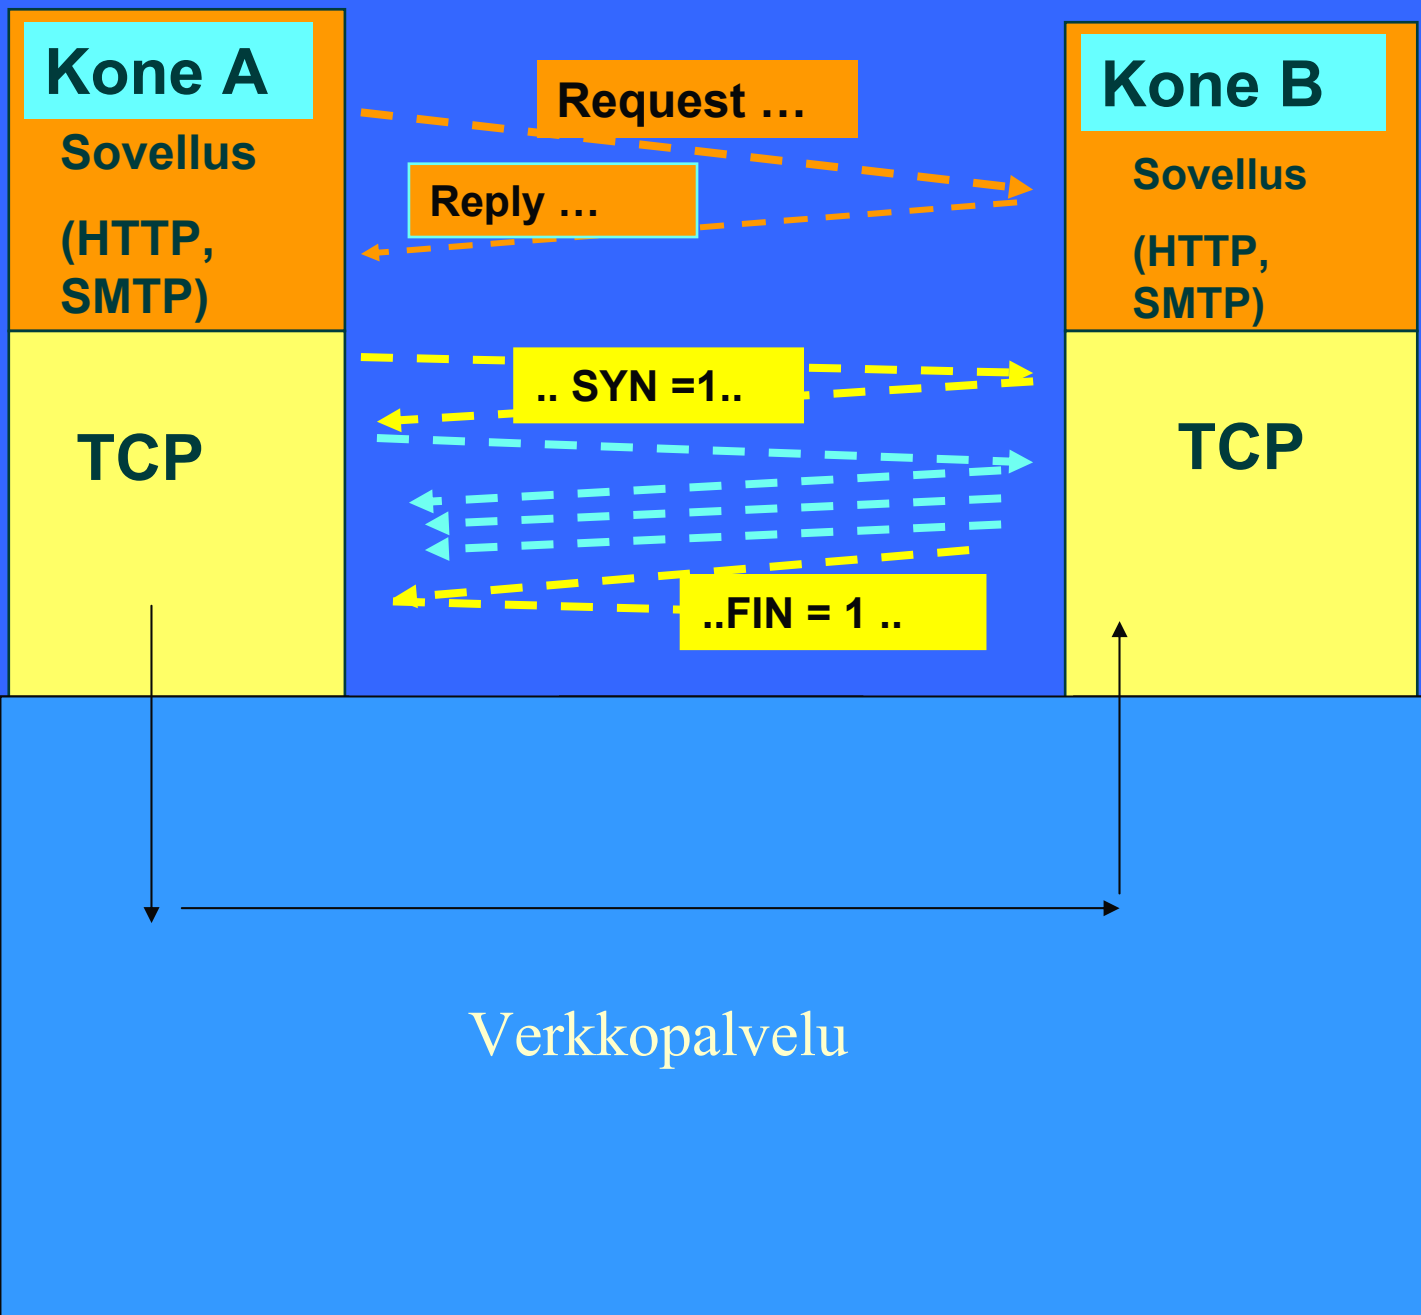 Kone A
Sovellus
(HTTP,
SMTP)
TCP
Request …
Reply …
.. SYN =1..
..FIN = 1 ..
Kone B
Sovellus
(HTTP,
SMTP)
TCP
Verkkopalvelu